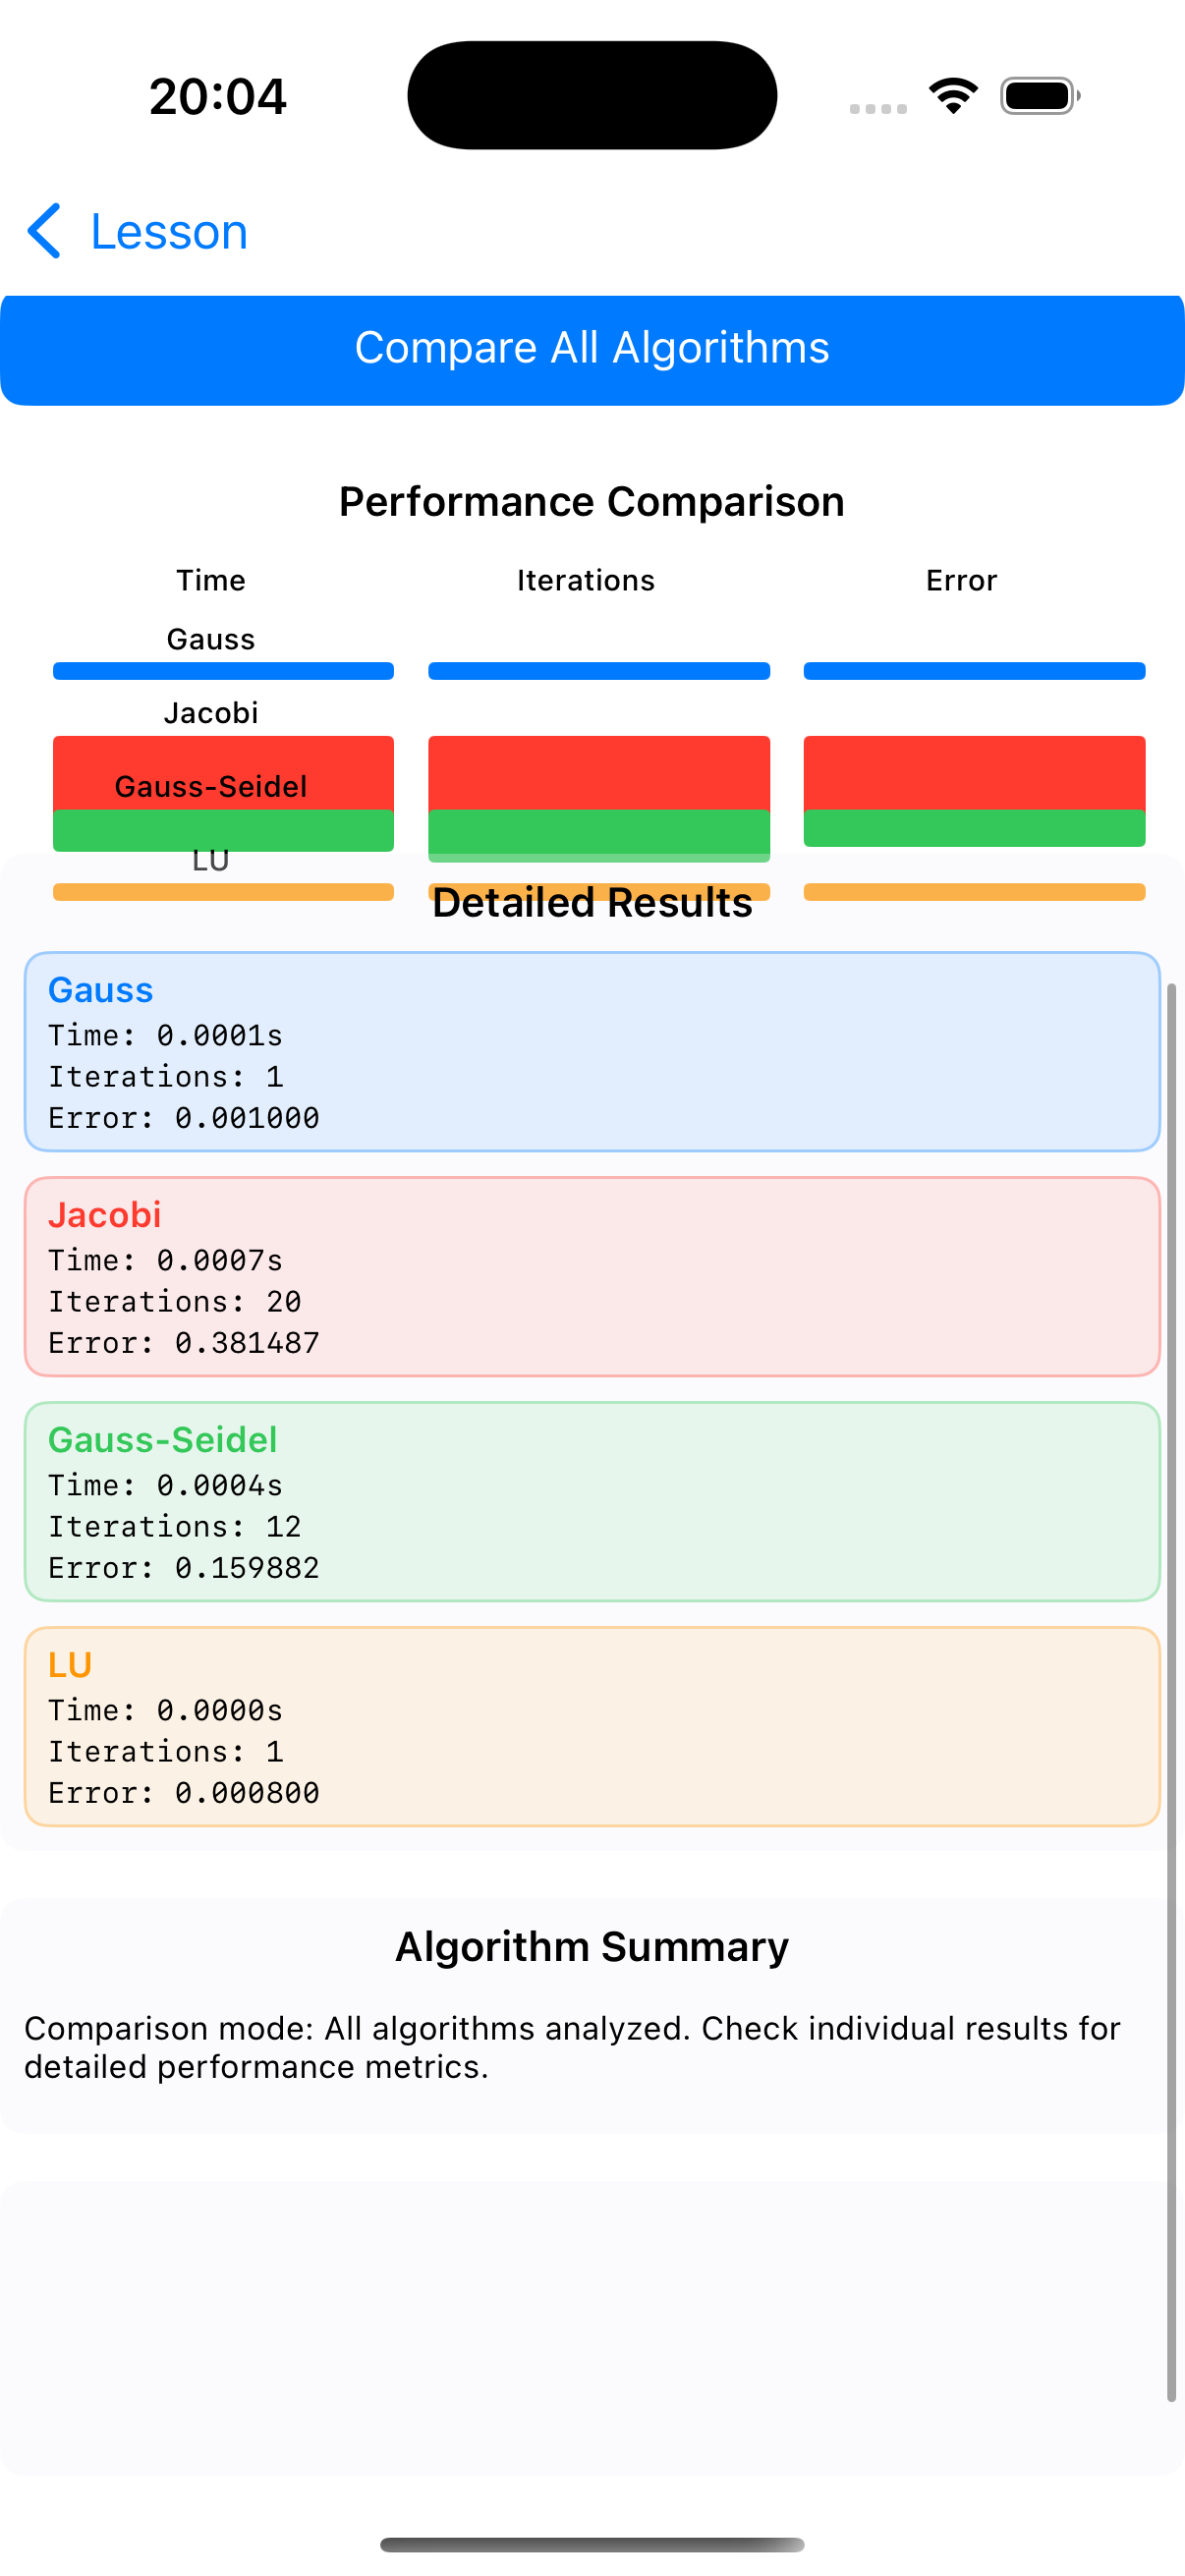 20:04
Lesson
Compare All Algorithms
Performance Comparison
Time Iterations Error
Gauss
Jacobi
Gauss-Seidel
LU
Detailed Results
Gauss
Time: 0.0001s
Iterations: 1
Error: 0.001000
Jacobi
Time: 0.0007s
Iterations: 20
Error: 0.381487
Gauss-Seidel
Time: 0.0004s
Iterations: 12
Error: 0.159882
LU
Time: 0.0000s
Iterations: 1
Error: 0.000800
Algorithm Summary
Comparison mode: All algorithms analyzed. Check individual results for
detailed performance metrics.